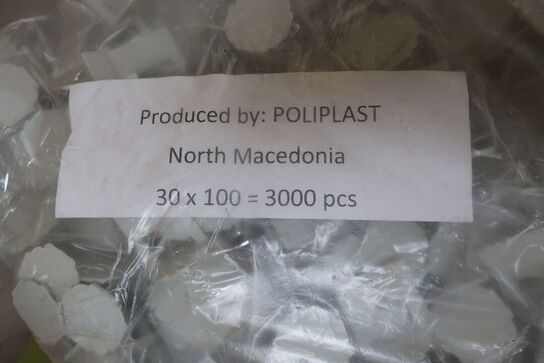 Produced by: POLIPLAST
North Macedonia
30 x 100 = 3000 pcs